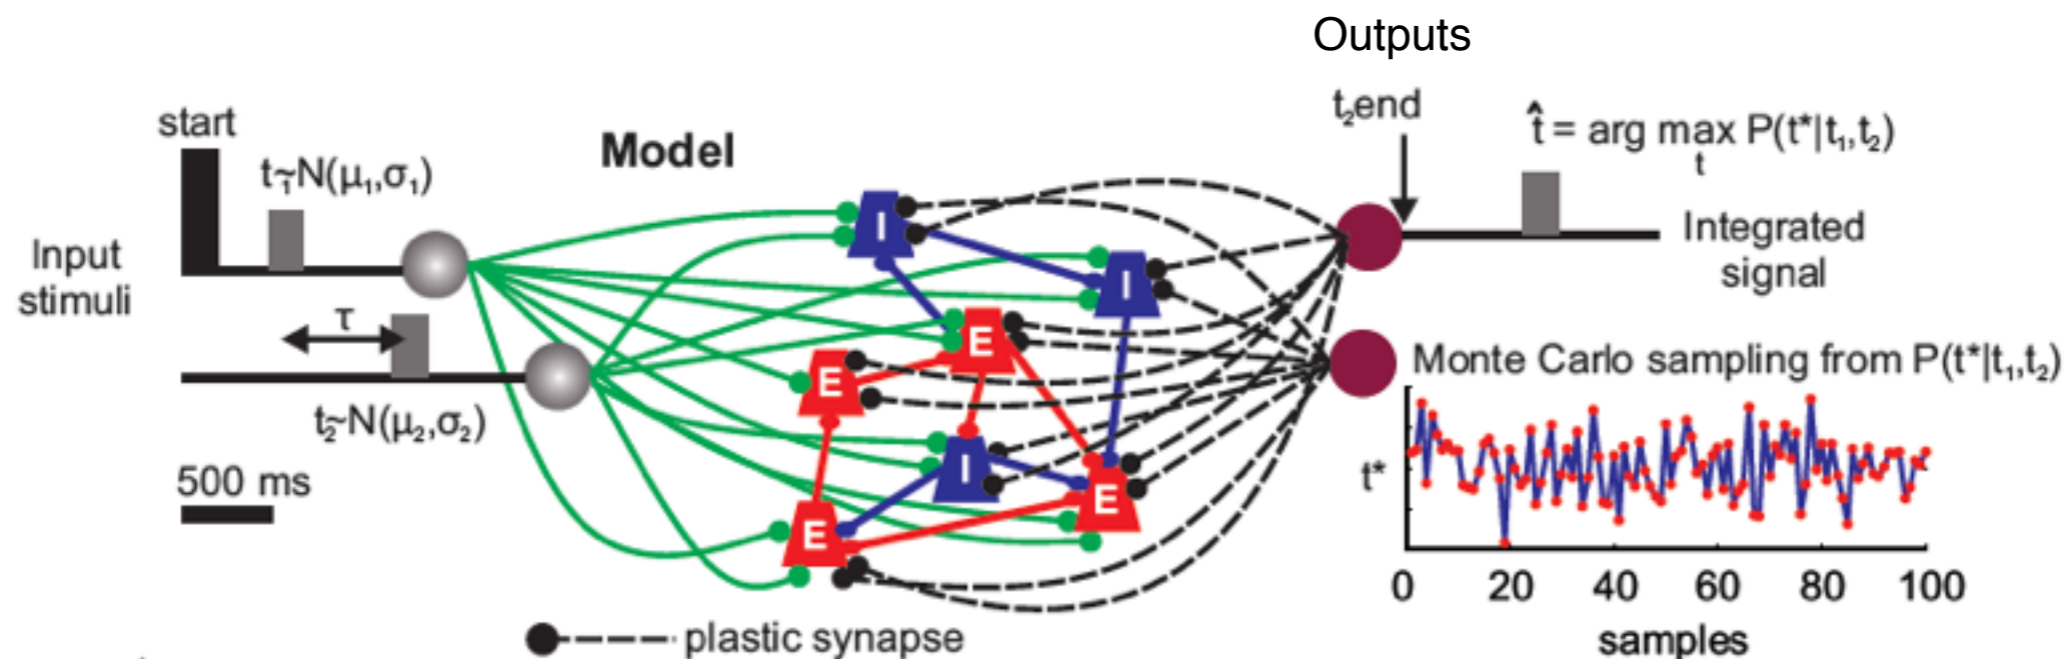 Outputs
start
t₁~N(μ₁,σ₁)
Model
t₂end
t̂ = arg max P(t*|t₁,t₂)
t
Input
stimuli
I
Integrated
signal
I
τ
E
E
Monte Carlo sampling from P(t*|t₁,t₂)
t₂~N(μ₂,σ₂)
I
t*
500 ms
E
E
0 20 40 60 80 100
samples
plastic synapse